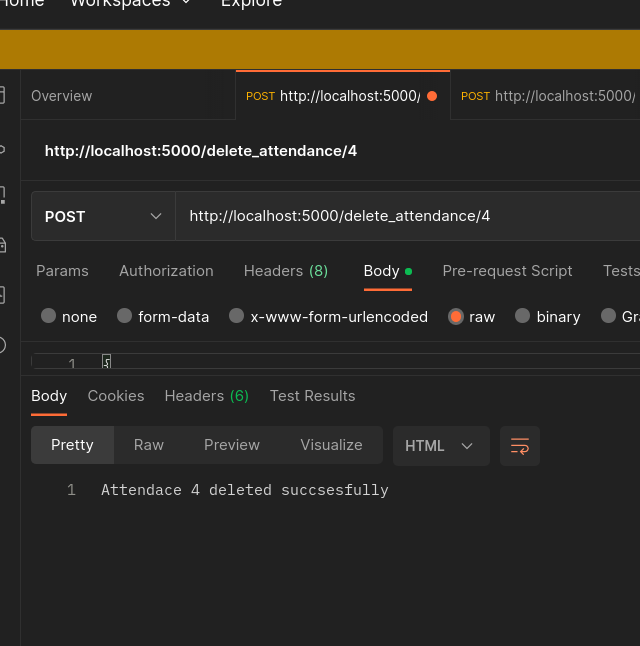 Home Workspaces Explore
Overview POST http://localhost:5000/ POST http://localhost:5000/
http://localhost:5000/delete_attendance/4
POST http://localhost:5000/delete_attendance/4
Params Authorization Headers (8) Body Pre-request Script Tests
none form-data x-www-form-urlencoded raw binary Gr
1 {
Body Cookies Headers (6) Test Results
Pretty Raw Preview Visualize HTML
1 Attendace 4 deleted succsesfully